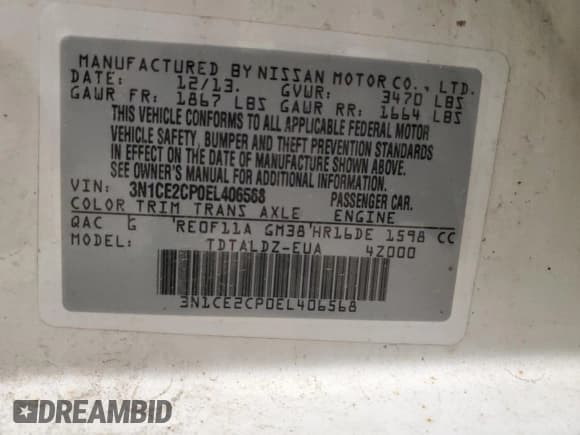 MANUFACTURED BY NISSAN MOTOR CO., LTD.
DATE: 12/13. GVWR: 3470 LBS
GAWR FR: 1867 LBS GAWR RR: 1664 LBS
THIS VEHICLE CONFORMS TO ALL APPLICABLE FEDERAL MOTOR
VEHICLE SAFETY, BUMPER AND THEFT PREVENTION STANDARDS
IN EFFECT ON THE DATE OF MANUFACTURE SHOWN ABOVE.
SEE OWNER'S MANUAL FOR ADDITIONAL INFORMATION.
VIN: 3N1CE2CP0EL406568 PASSENGER CAR.
COLOR TRIM TRANS AXLE ENGINE
QAC G RE0F11A GM38 HR16DE 1598 CC
MODEL: TDTALDZ-EUA 4Z000
3N1CE2CP0EL406568
DREAMBID